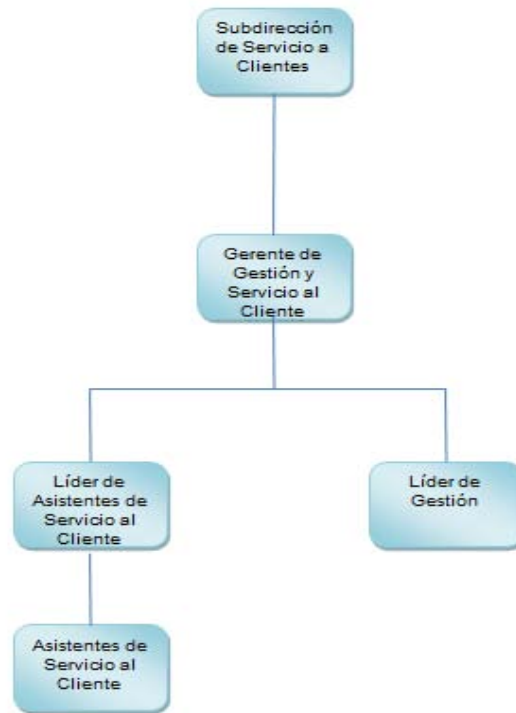 Subdirección
de Servicio a
Clientes
Gerente de
Gestión y
Servicio al
Cliente
Líder de
Asistentes de
Servicio al
Cliente
Líder de
Gestión
Asistentes de
Servicio al
Cliente